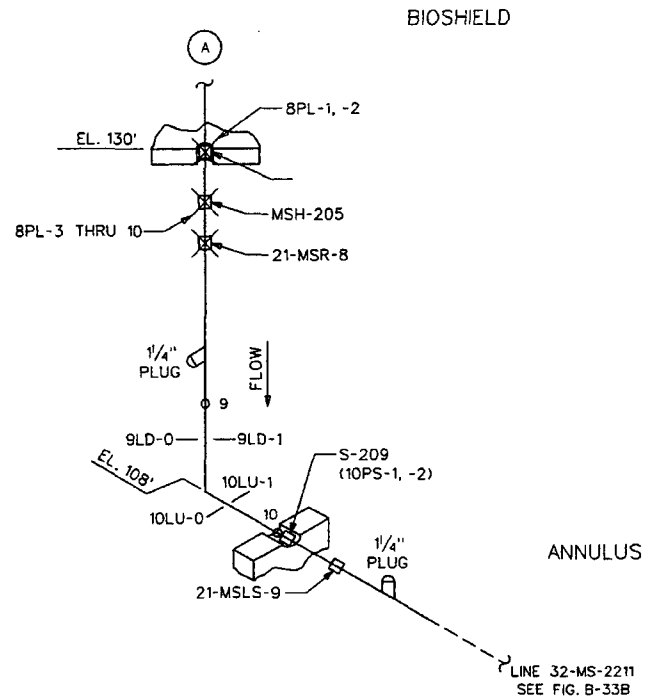 BIOSHIELD
A
8PL-1, -2
EL. 130'
MSH-205
8PL-3 THRU 10
21-MSR-8
1 1/4"
PLUG
FLOW
9
9LD-0
9LD-1
EL. 108'
S-209
(10PS-1, -2)
10LU-1
10LU-0
10
1 1/4"
PLUG
ANNULUS
21-MSLS-9
LINE 32-MS-2211
SEE FIG. B-33B